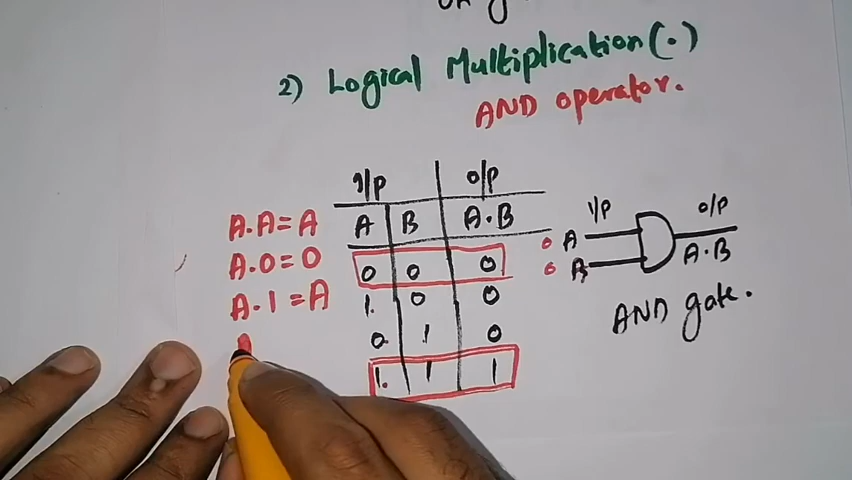 2) Logical Multiplication (.)
AND operator.
A.A = A
A.0 = 0
A.1 = A
I/P O/P
A B A.B
0 0 0
1. 0 0
0. 1 0
1. 1 1
I/P O/P
0 A
0 B
A.B
AND gate.